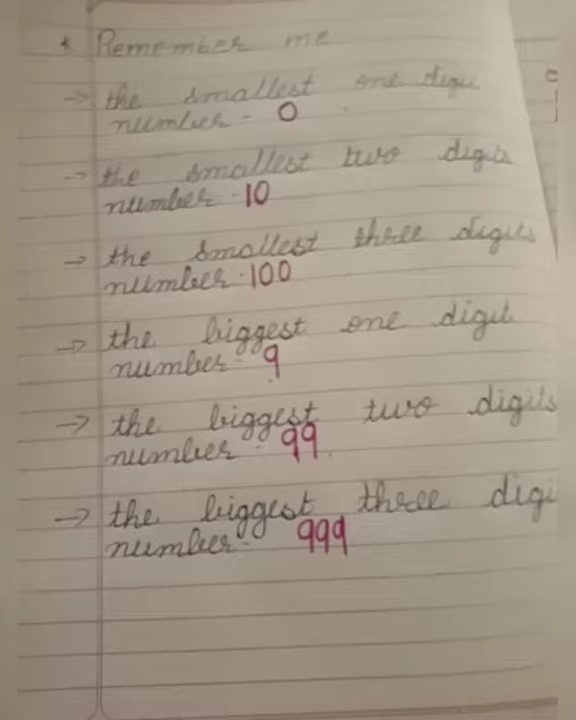 * Remember me
→ the smallest one digit
number - 0
→ the smallest two digits
number - 10
→ the smallest three digits
number - 100
→ the biggest one digit
number - 9
→ the biggest two digits
number - 99
→ the biggest three digi
number - 999